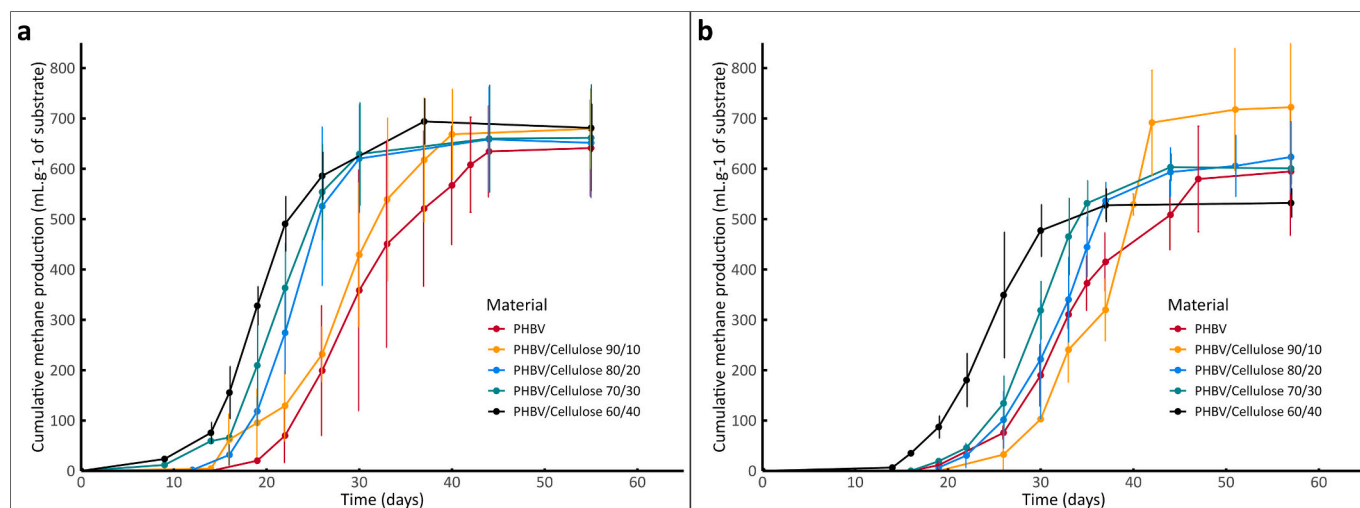 a
Cumulative methane production (mL.g-1 of substrate)
800
700
600
500
400
300
200
100
0
0
10
20
30
40
50
60
Time (days)
Material
PHBV
PHBV/Cellulose 90/10
PHBV/Cellulose 80/20
PHBV/Cellulose 70/30
PHBV/Cellulose 60/40
b
Cumulative methane production (mL.g-1 of substrate)
800
700
600
500
400
300
200
100
0
0
10
20
30
40
50
60
Time (days)
Material
PHBV
PHBV/Cellulose 90/10
PHBV/Cellulose 80/20
PHBV/Cellulose 70/30
PHBV/Cellulose 60/40